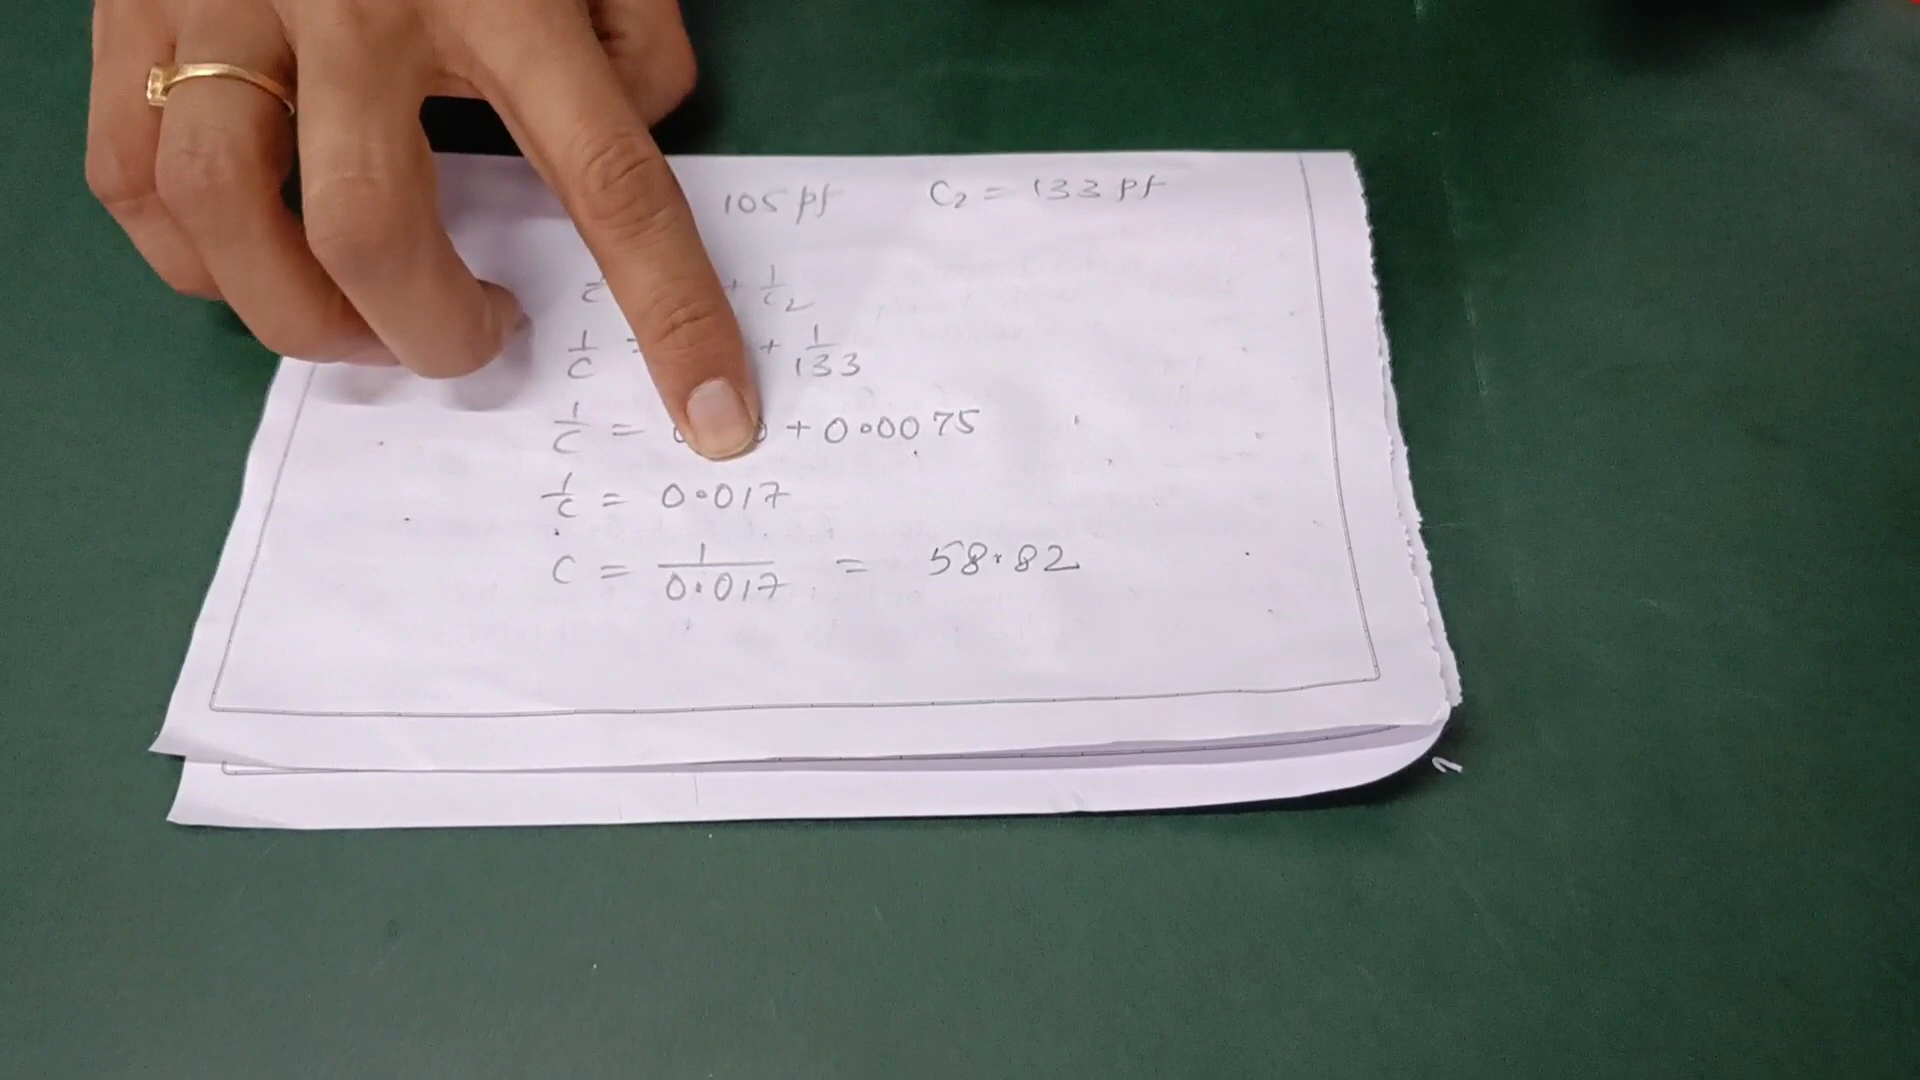 105 pf C₂ = 133 pf
+ 1/C₂
1/C = + 1/133
1/C = + 0.0075
1/C = 0.017
C = 1/0.017 = 58.82